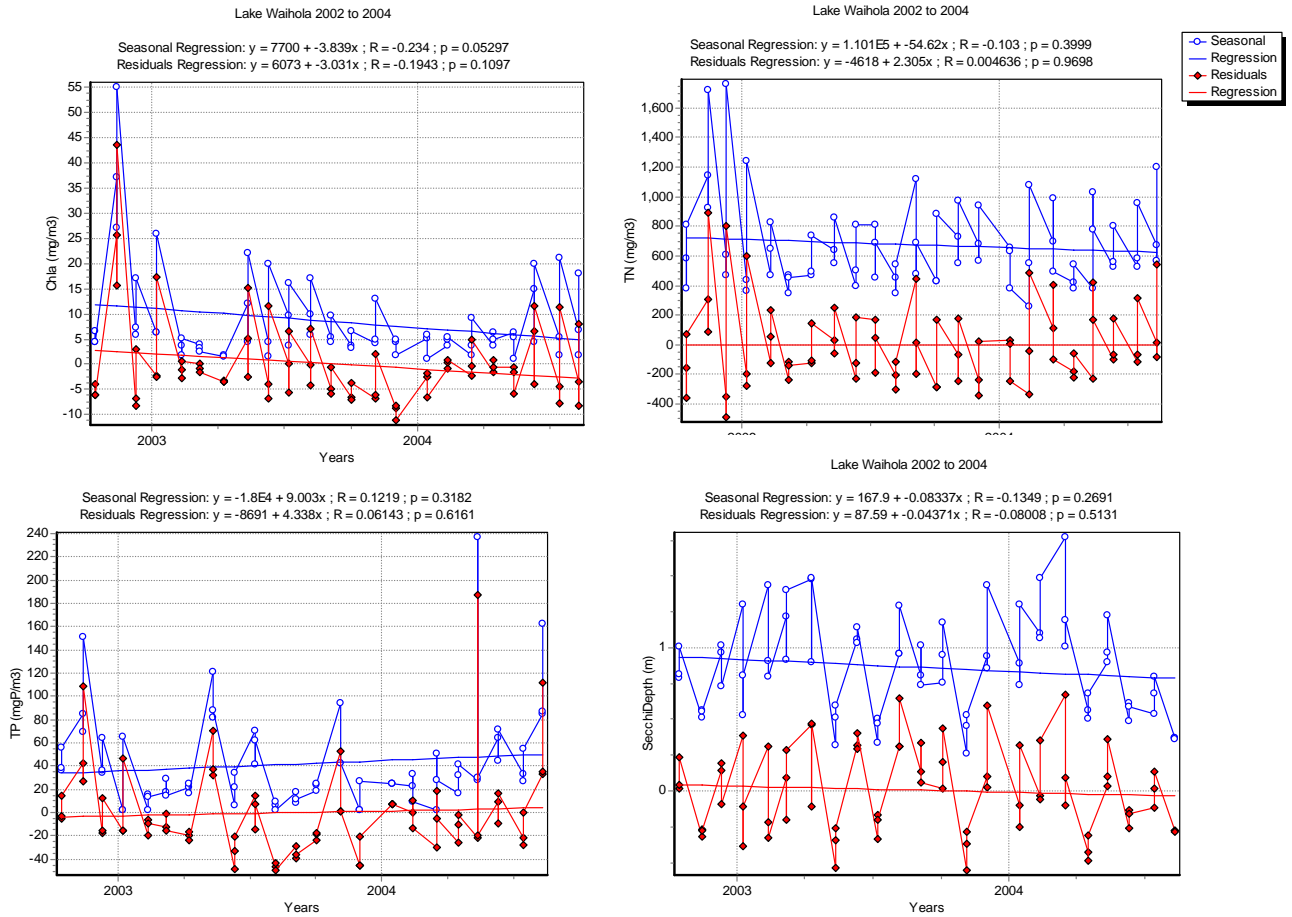 Lake Waihola 2002 to 2004
Seasonal Regression: y = 7700 + -3.839x ; R = -0.234 ; p = 0.05297
Residuals Regression: y = 6073 + -3.031x ; R = -0.1943 ; p = 0.1097
55
50
45
40
35
30
25
20
15
10
5
0
-5
-10
Chla (mg/m3)
2003
2004
Years
Lake Waihola 2002 to 2004
Seasonal Regression: y = 1.101E5 + -54.62x ; R = -0.103 ; p = 0.3999
Residuals Regression: y = -4618 + 2.305x ; R = 0.004636 ; p = 0.9698
1,600
1,400
1,200
1,000
800
600
400
200
0
-200
-400
TN (mg/m3)
Seasonal
Regression
Residuals
Regression
Seasonal Regression: y = -1.8E4 + 9.003x ; R = 0.1219 ; p = 0.3182
Residuals Regression: y = -8691 + 4.338x ; R = 0.06143 ; p = 0.6161
240
220
200
180
160
140
120
100
80
60
40
20
0
-20
-40
TP (mgP/m3)
2003
2004
Years
Lake Waihola 2002 to 2004
Seasonal Regression: y = 167.9 + -0.08337x ; R = -0.1349 ; p = 0.2691
Residuals Regression: y = 87.59 + -0.04371x ; R = -0.08008 ; p = 0.5131
1
0
SecchiDepth (m)
2003
2004
Years